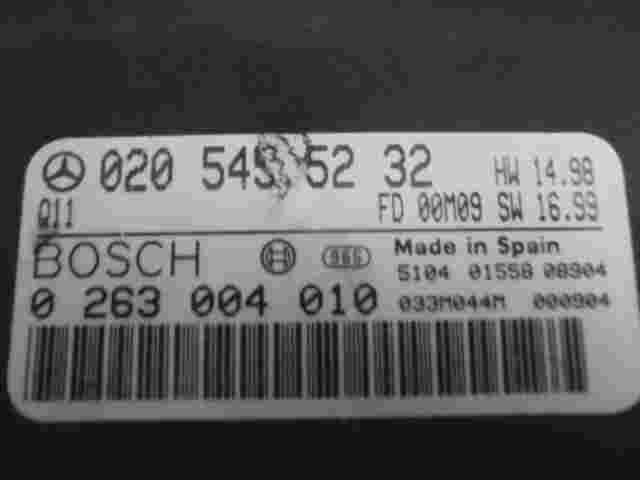 020 545 52 32 HW 14.98
Q11 FD 00M09 SW 16.99
BOSCH Made in Spain
5104 01558 08904
0 263 004 010 033M044M 000904